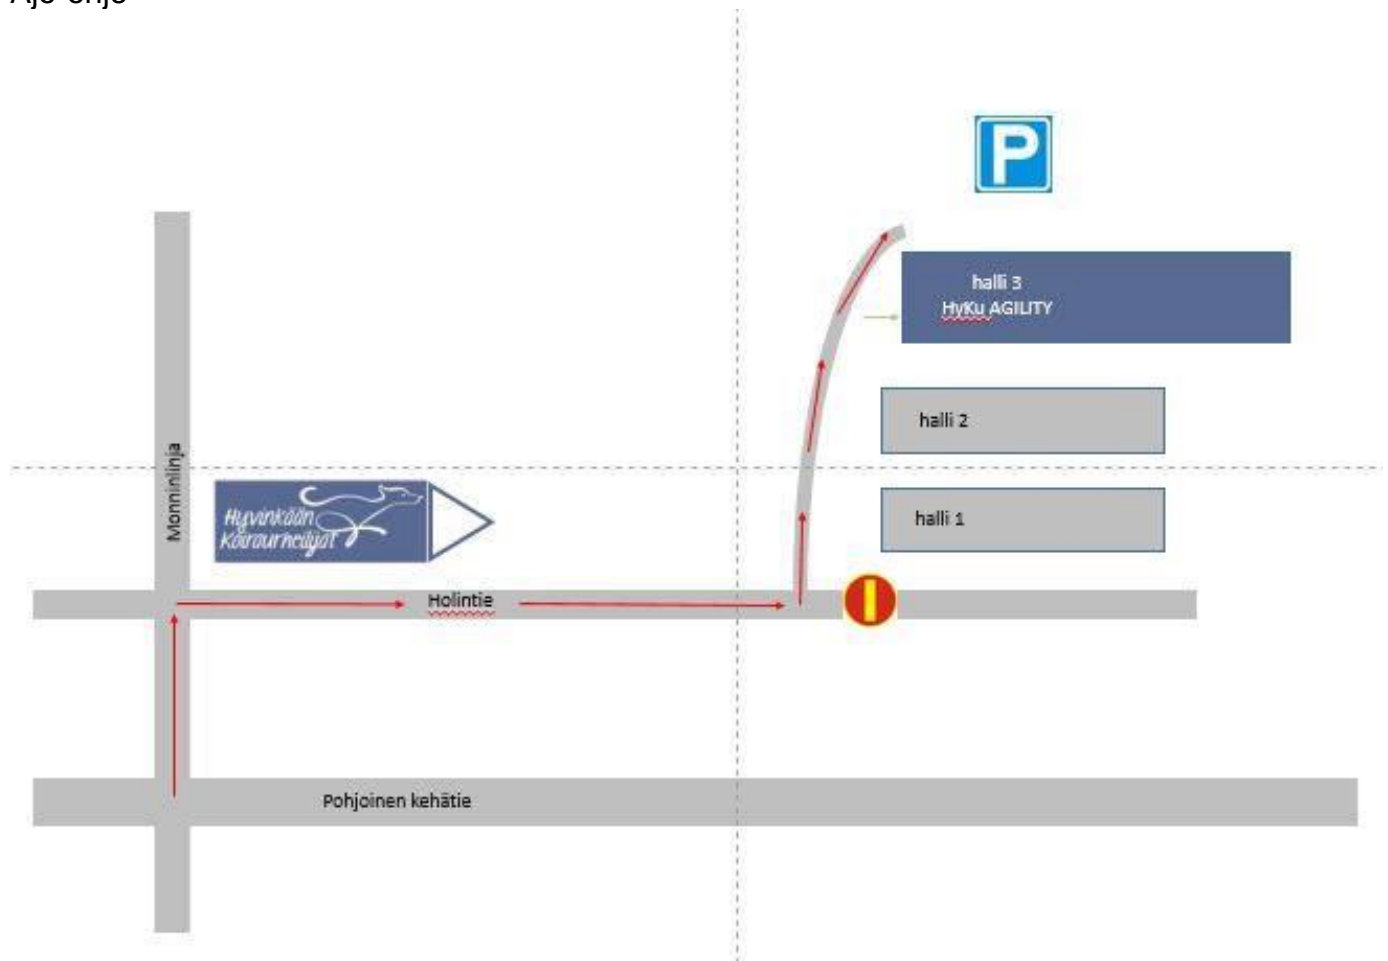 Ajo-ohje
P
halli 3
HyKu AGILITY
halli 2
Monninlinja
Hyvinkään
Koiraurheilijat
halli 1
Holintie
Pohjoinen kehätie